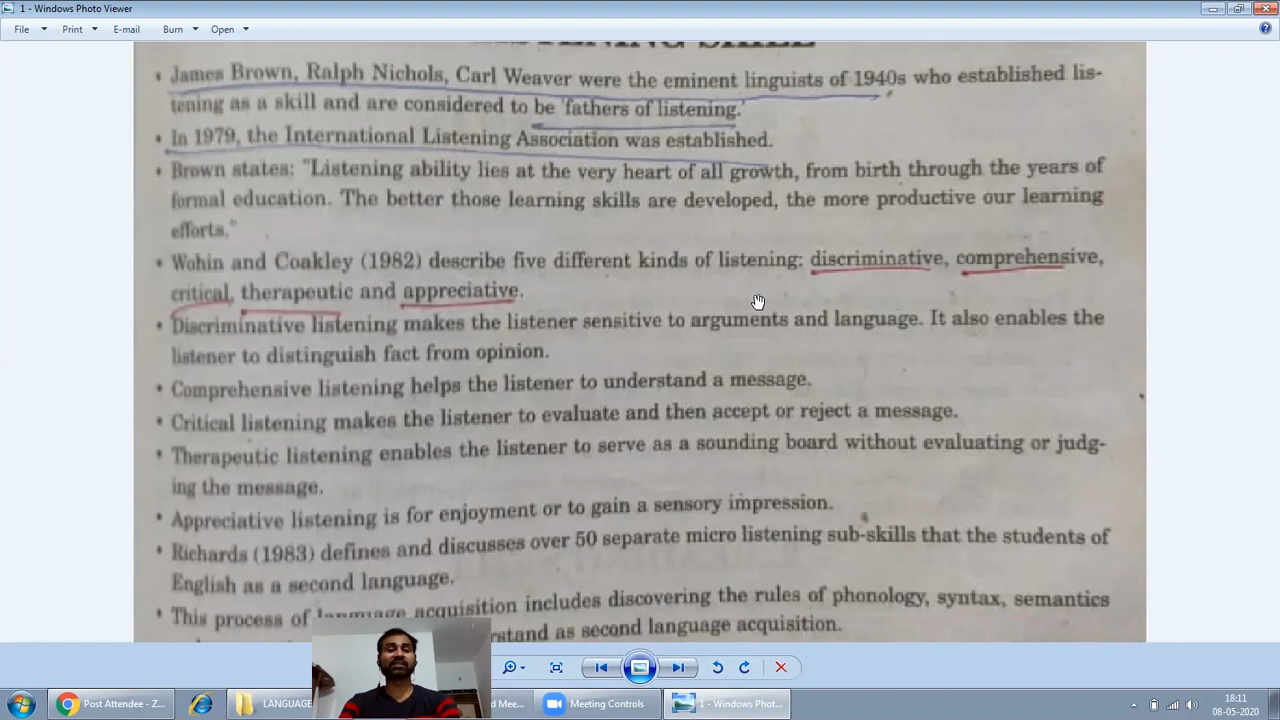 1 - Windows Photo Viewer
File Print E-mail Burn Open
LISTENING SKILL
• James Brown, Ralph Nichols, Carl Weaver were the eminent linguists of 1940s who established lis-
tening as a skill and are considered to be 'fathers of listening.'
• In 1979, the International Listening Association was established.
• Brown states: "Listening ability lies at the very heart of all growth, from birth through the years of
formal education. The better those learning skills are developed, the more productive our learning
efforts."
• Wohin and Coakley (1982) describe five different kinds of listening: discriminative, comprehensive,
critical, therapeutic and appreciative.
• Discriminative listening makes the listener sensitive to arguments and language. It also enables the
listener to distinguish fact from opinion.
• Comprehensive listening helps the listener to understand a message.
• Critical listening makes the listener to evaluate and then accept or reject a message.
• Therapeutic listening enables the listener to serve as a sounding board without evaluating or judg-
ing the message.
• Appreciative listening is for enjoyment or to gain a sensory impression.
• Richards (1983) defines and discusses over 50 separate micro listening sub-skills that the students of
English as a second language.
• This process of language acquisition includes discovering the rules of phonology, syntax, semantics
rstand as second language acquisition.
Post Attendee - Z... LANGUAGE d Mee... Meeting Controls 1 - Windows Phot...
18:11
08-05-2020